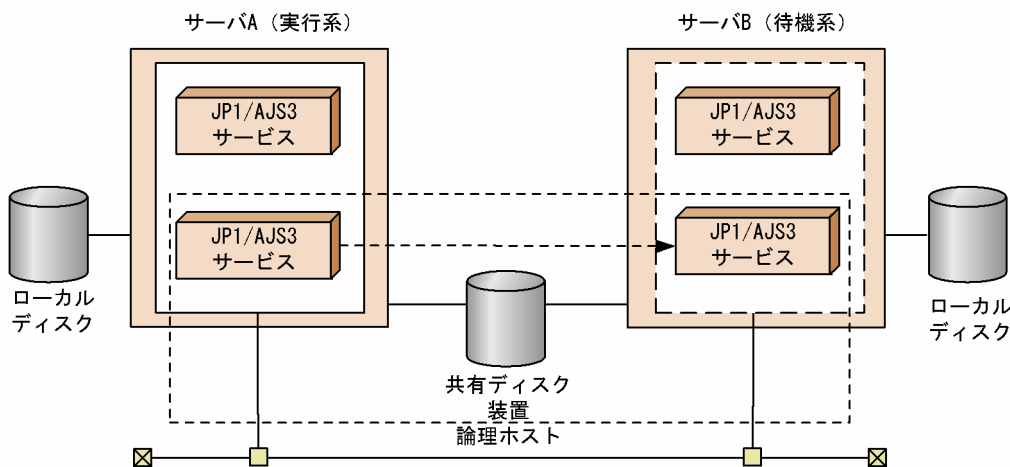 サーバA（実行系）
サーバB（待機系）
JP1/AJS3
サービス
JP1/AJS3
サービス
JP1/AJS3
サービス
JP1/AJS3
サービス
ローカル
ディスク
ローカル
ディスク
共有ディスク
装置
論理ホスト